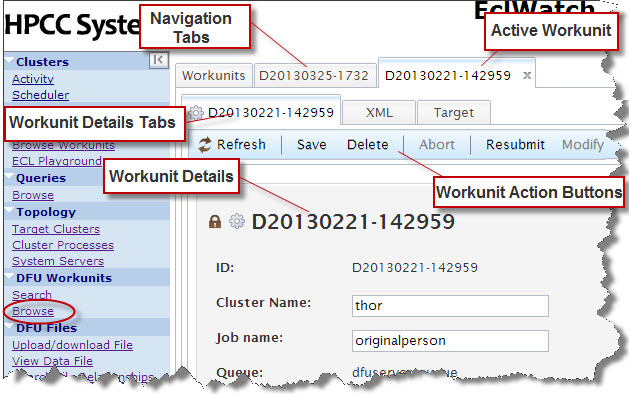 HPCC Syste
EclWatch
Navigation
Tabs
Active Workunit
Clusters
Activity
Scheduler
Workunits
D20130325-1732
D20130221-142959
x
D20130221-142959
XML
Target
Workunit Details Tabs
Browse Workunits
ECL Playground
Refresh
Save
Delete
Abort
Resubmit
Modify
Workunit Details
Workunit Action Buttons
Queries
Browse
Topology
Target Clusters
Cluster Processes
System Servers
DFU Workunits
Search
Browse
DFU Files
Upload/download File
View Data File
D20130221-142959
ID:
D20130221-142959
Cluster Name:
thor
Job name:
originalperson
Queue: